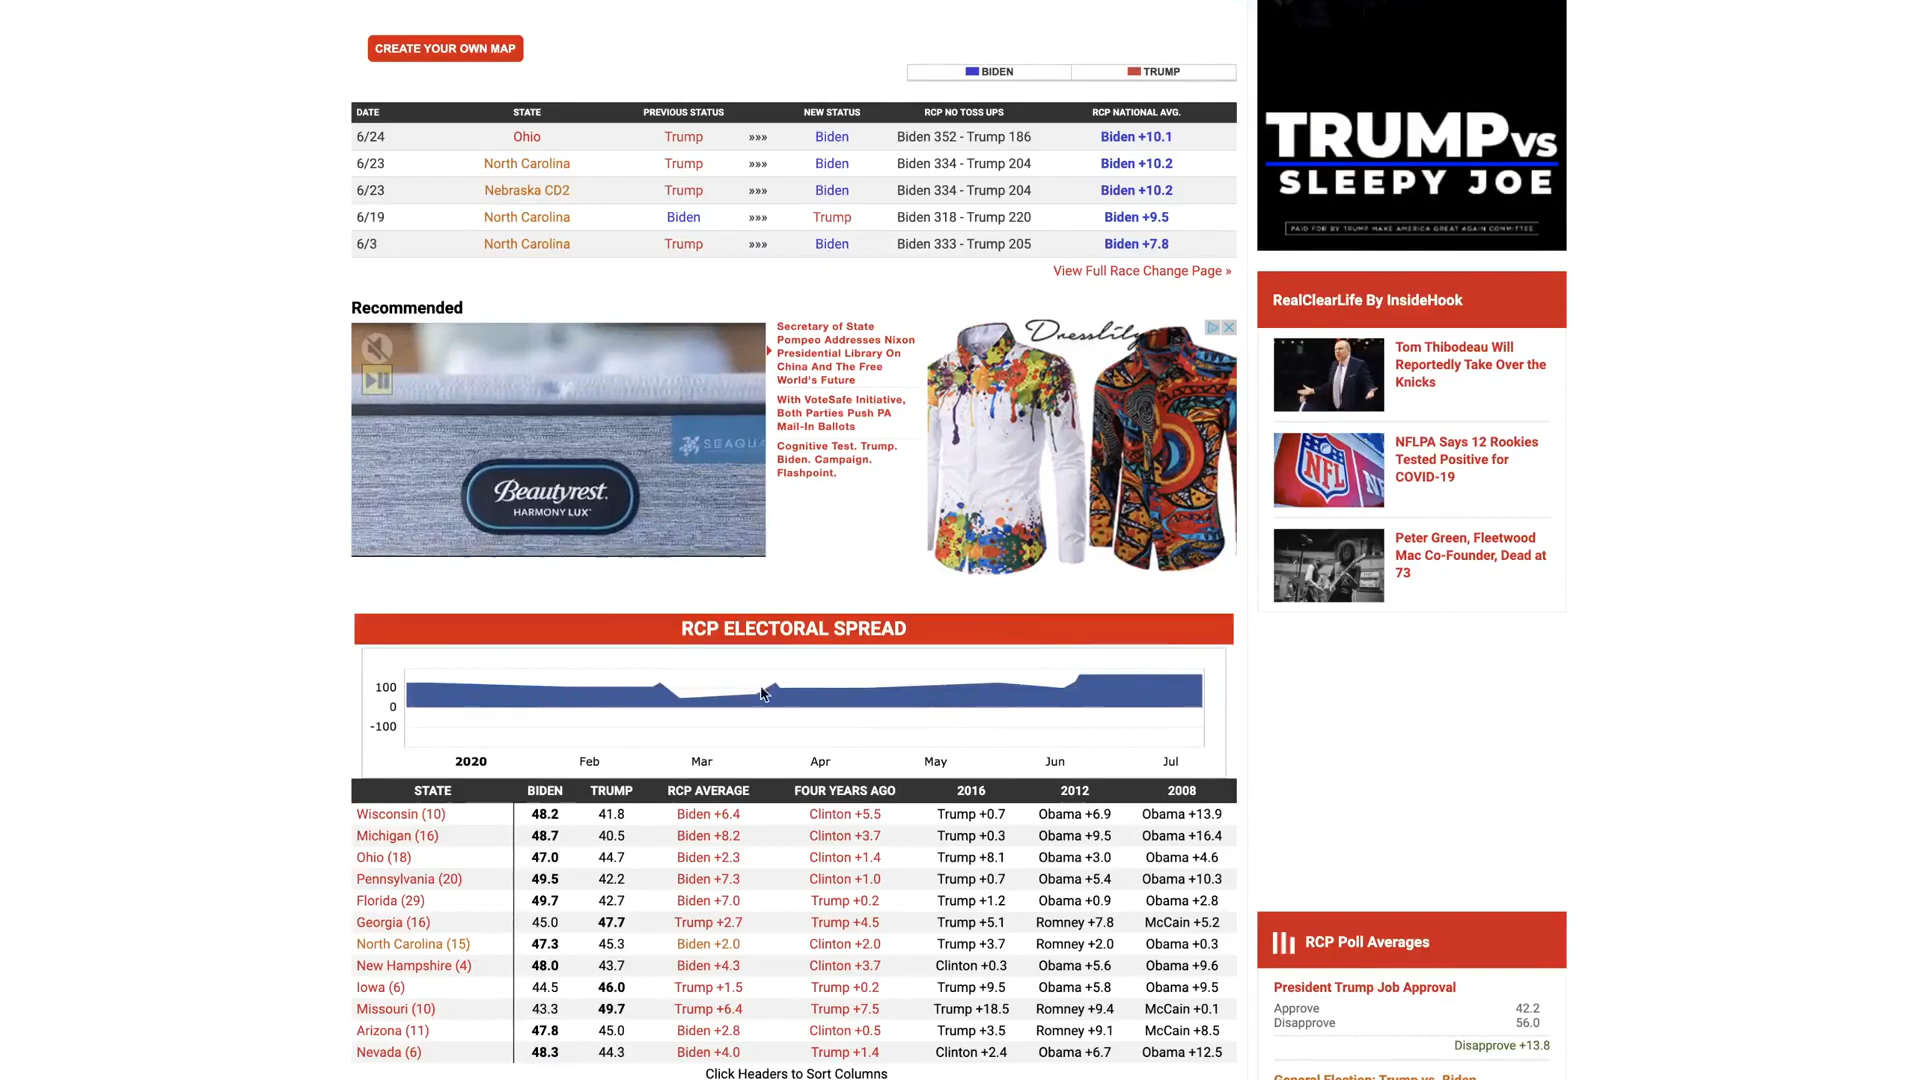 CREATE YOUR OWN MAP
BIDEN TRUMP
DATE STATE PREVIOUS STATUS NEW STATUS RCP NO TOSS UPS RCP NATIONAL AVG.
6/24 Ohio Trump »»» Biden Biden 352 - Trump 186 Biden +10.1
6/23 North Carolina Trump »»» Biden Biden 334 - Trump 204 Biden +10.2
6/23 Nebraska CD2 Trump »»» Biden Biden 334 - Trump 204 Biden +10.2
6/19 North Carolina Biden »»» Trump Biden 318 - Trump 220 Biden +9.5
6/3 North Carolina Trump »»» Biden Biden 333 - Trump 205 Biden +7.8
View Full Race Change Page »
Recommended
SEAQUA
Beautyrest.
HARMONY LUX™
Secretary of State
Pompeo Addresses Nixon
Presidential Library On
China And The Free
World's Future
With VoteSafe Initiative,
Both Parties Push PA
Mail-In Ballots
Cognitive Test. Trump.
Biden. Campaign.
Flashpoint.
Dresslily
RCP ELECTORAL SPREAD
100
0
-100
2020 Feb Mar Apr May Jun Jul
STATE BIDEN TRUMP RCP AVERAGE FOUR YEARS AGO 2016 2012 2008
Wisconsin (10) 48.2 41.8 Biden +6.4 Clinton +5.5 Trump +0.7 Obama +6.9 Obama +13.9
Michigan (16) 48.7 40.5 Biden +8.2 Clinton +3.7 Trump +0.3 Obama +9.5 Obama +16.4
Ohio (18) 47.0 44.7 Biden +2.3 Clinton +1.4 Trump +8.1 Obama +3.0 Obama +4.6
Pennsylvania (20) 49.5 42.2 Biden +7.3 Clinton +1.0 Trump +0.7 Obama +5.4 Obama +10.3
Florida (29) 49.7 42.7 Biden +7.0 Trump +0.2 Trump +1.2 Obama +0.9 Obama +2.8
Georgia (16) 45.0 47.7 Trump +2.7 Trump +4.5 Trump +5.1 Romney +7.8 McCain +5.2
North Carolina (15) 47.3 45.3 Biden +2.0 Clinton +2.0 Trump +3.7 Romney +2.0 Obama +0.3
New Hampshire (4) 48.0 43.7 Biden +4.3 Clinton +3.7 Clinton +0.3 Obama +5.6 Obama +9.6
Iowa (6) 44.5 46.0 Trump +1.5 Trump +0.2 Trump +9.5 Obama +5.8 Obama +9.5
Missouri (10) 43.3 49.7 Trump +6.4 Trump +7.5 Trump +18.5 Romney +9.4 McCain +0.1
Arizona (11) 47.8 45.0 Biden +2.8 Clinton +0.5 Trump +3.5 Romney +9.1 McCain +8.5
Nevada (6) 48.3 44.3 Biden +4.0 Trump +1.4 Clinton +2.4 Obama +6.7 Obama +12.5
Click Headers to Sort Columns
TRUMP VS
SLEEPY JOE
PAID FOR BY TRUMP MAKE AMERICA GREAT AGAIN COMMITTEE
RealClearLife By InsideHook
Tom Thibodeau Will
Reportedly Take Over the
Knicks
NFL
NFLPA Says 12 Rookies
Tested Positive for
COVID-19
Peter Green, Fleetwood
Mac Co-Founder, Dead at
73
RCP Poll Averages
President Trump Job Approval
Approve 42.2
Disapprove 56.0
Disapprove +13.8
General Election: Trump vs. Biden